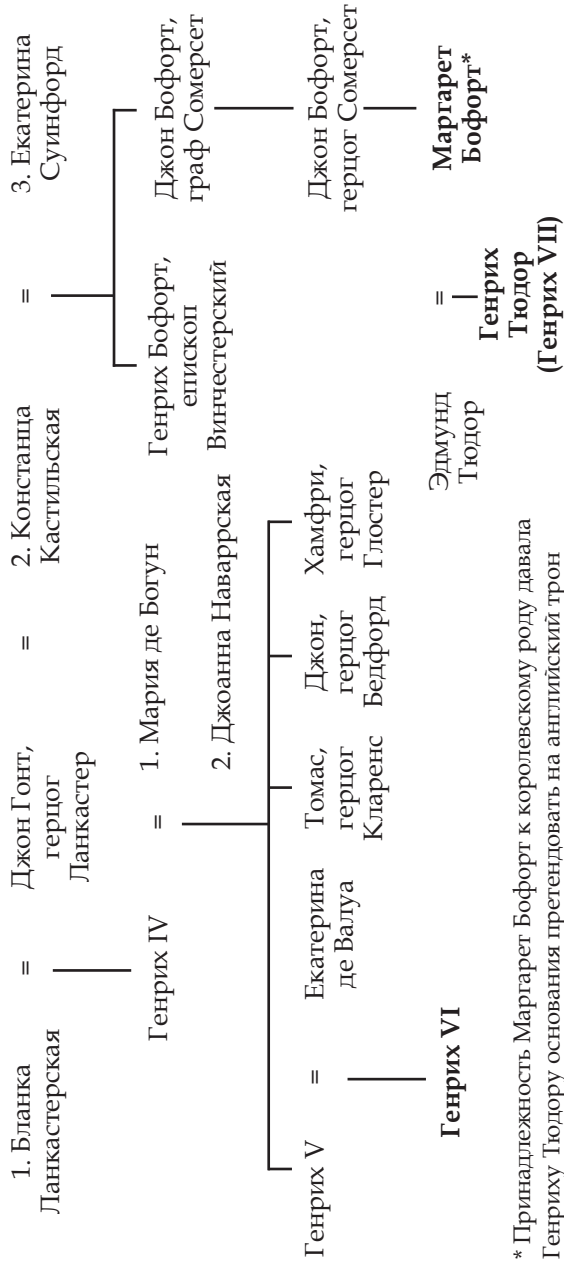 1. Бланка
Ланкастерская
=
Джон Гонт,
герцог
Ланкастер
=
2. Констанца
Кастильская
=
3. Екатерина
Суинфорд
Генрих IV
=
1. Мария де Богун
2. Джоанна Наваррская
Генрих Бофорт,
епископ
Винчестерский
Джон Бофорт,
граф Сомерсет
Генрих V
=
Екатерина
де Валуа
Томас,
герцог
Кларенс
Джон,
герцог
Бедфорд
Хамфри,
герцог
Глостер
Джон Бофорт,
герцог Сомерсет
Генрих VI
Эдмунд
Тюдор
=
Маргарет
Бофорт*
Генрих
Тюдор
(Генрих VII)
* Принадлежность Маргарет Бофорт к королевскому роду давала
Генриху Тюдору основания претендовать на английский трон